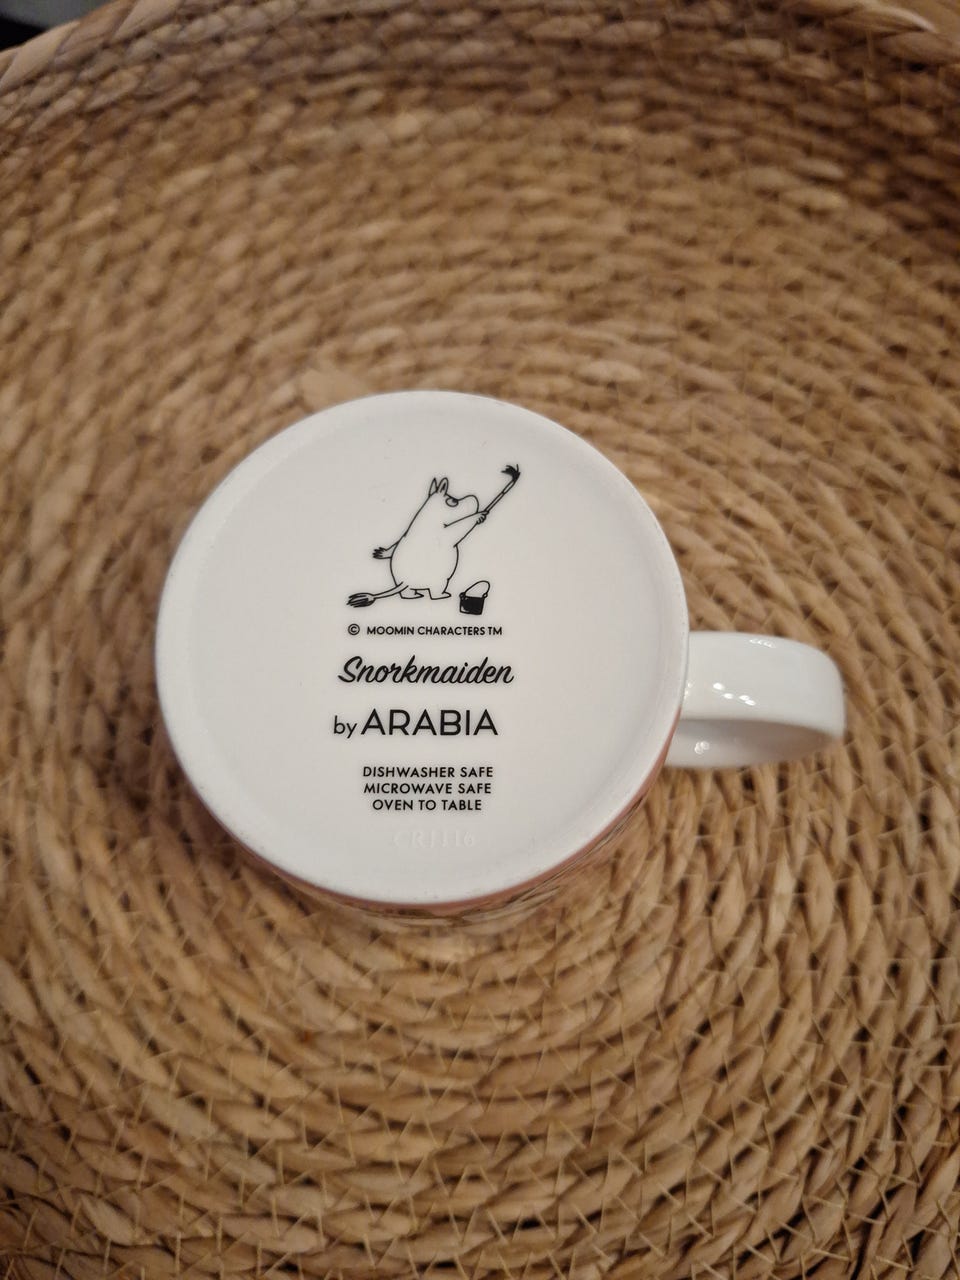 © MOOMIN CHARACTERS TM
Snorkmaiden
by ARABIA
DISHWASHER SAFE
MICROWAVE SAFE
OVEN TO TABLE